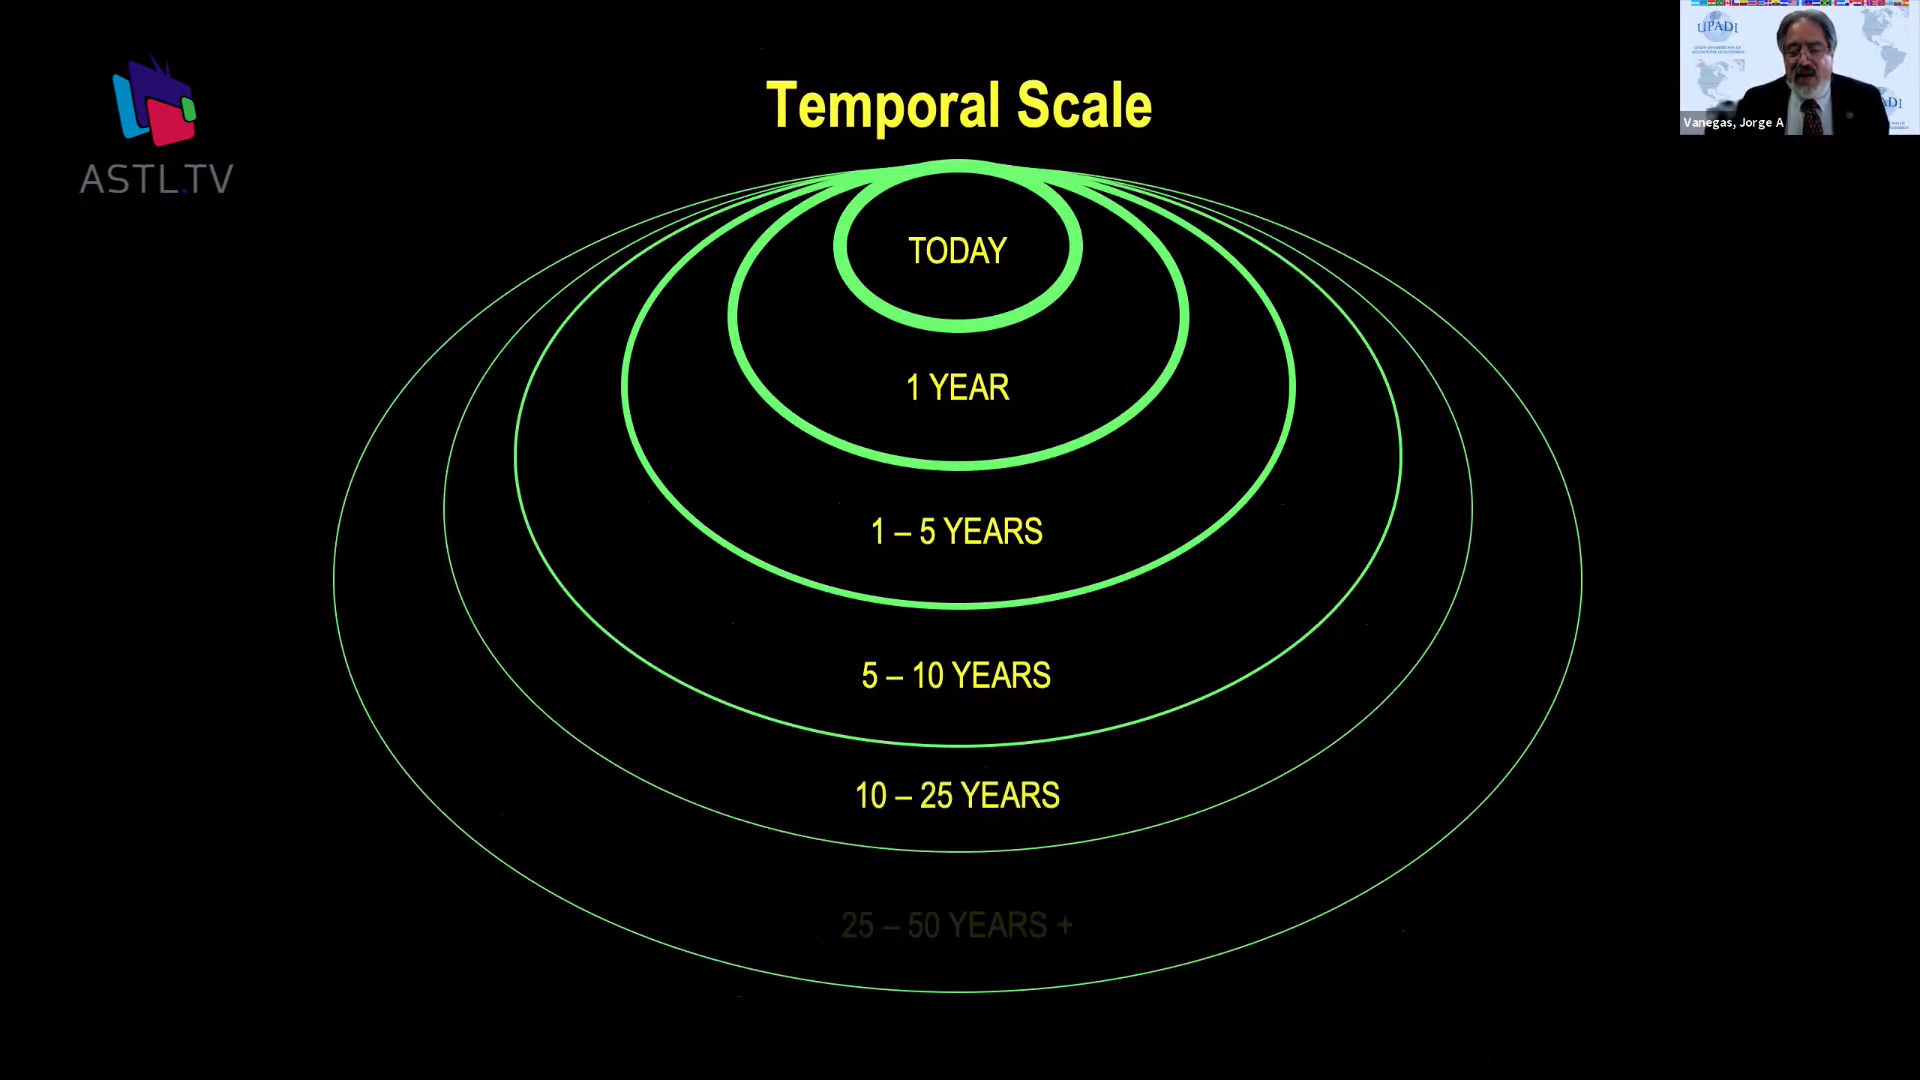 ASTL.TV
Temporal Scale
TODAY
1 YEAR
1 – 5 YEARS
5 – 10 YEARS
10 – 25 YEARS
25 – 50 YEARS +
UPADI
Vanegas, Jorge A